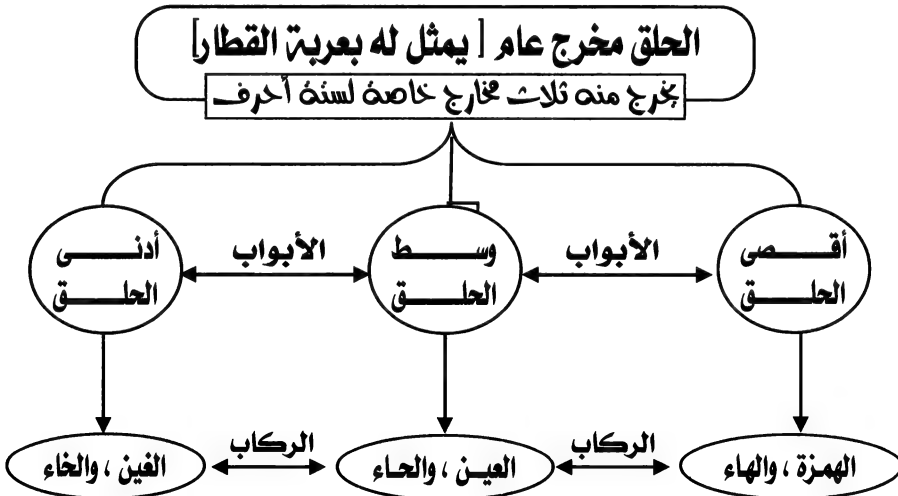 الحلق مخرج عام [ يمثل له بعربة القطار]
يخرج منه ثلاث مخارج خاصة لستة أحرف
أقصى الحلق
الأبواب
وسط الحلق
الأبواب
أدنى الحلق
الهمزة ، والهاء
الركاب
العين ، والحاء
الركاب
الغين ، والخاء